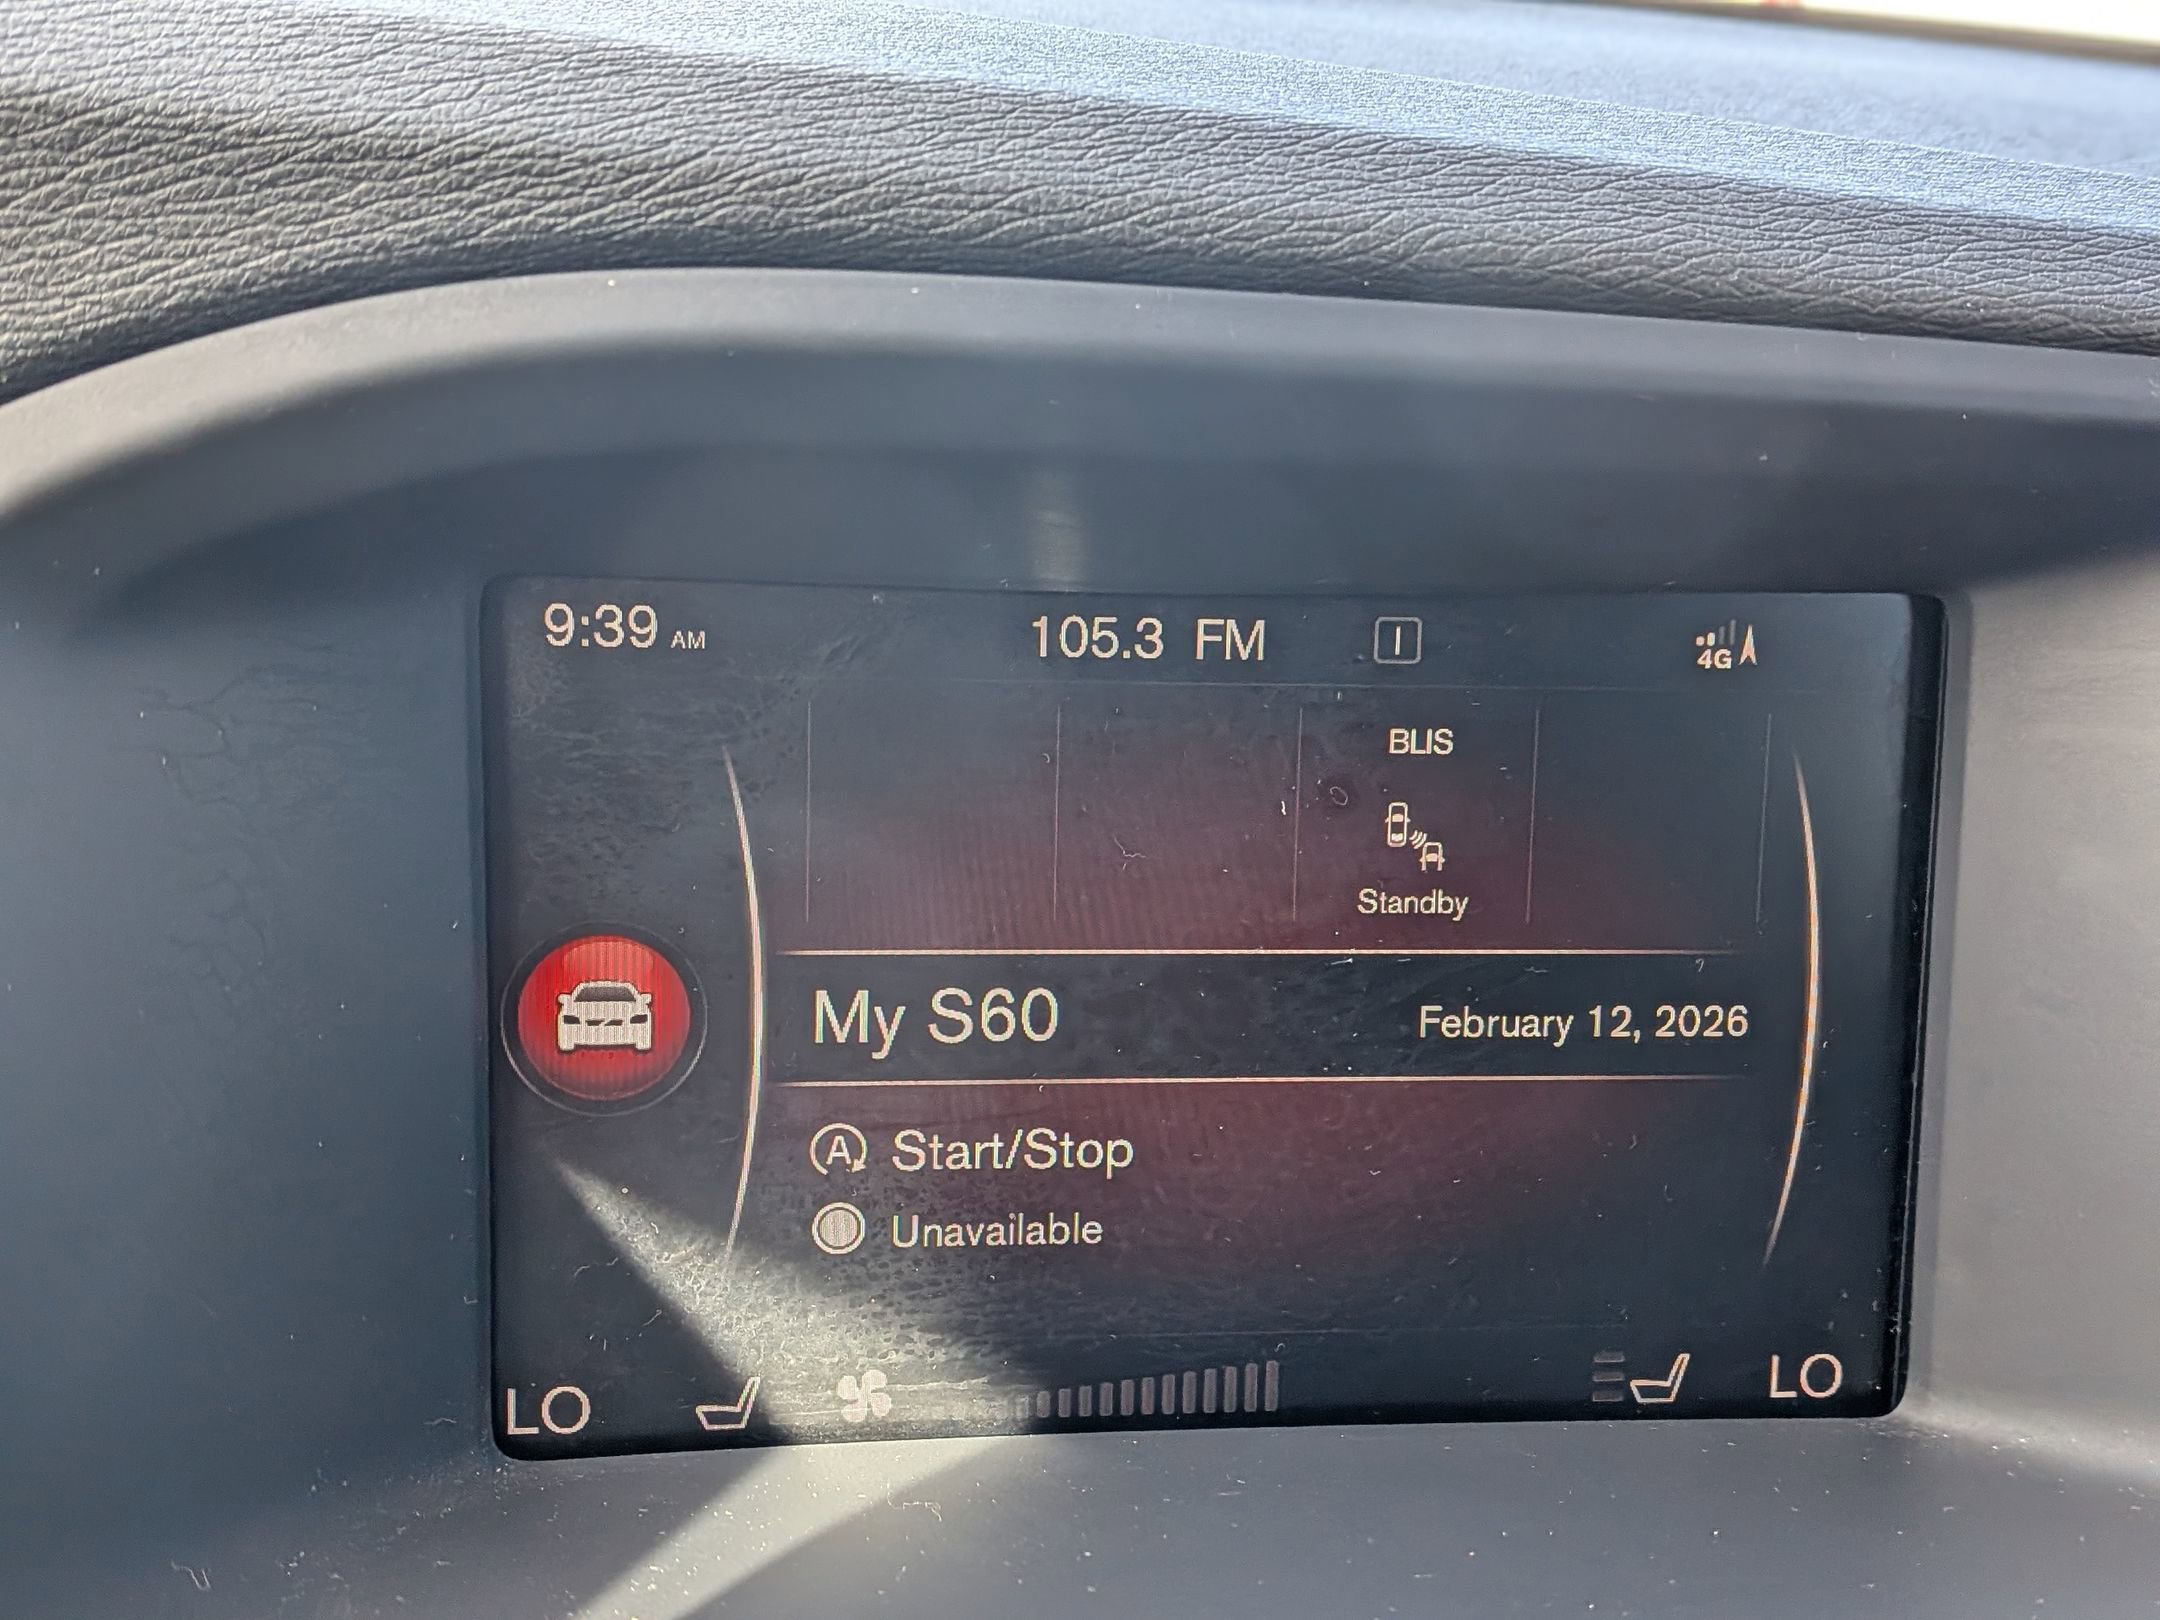 9:39 AM 105.3 FM I 4G
BLIS
Standby
My S60 February 12, 2026
A Start/Stop
Unavailable
LO LO